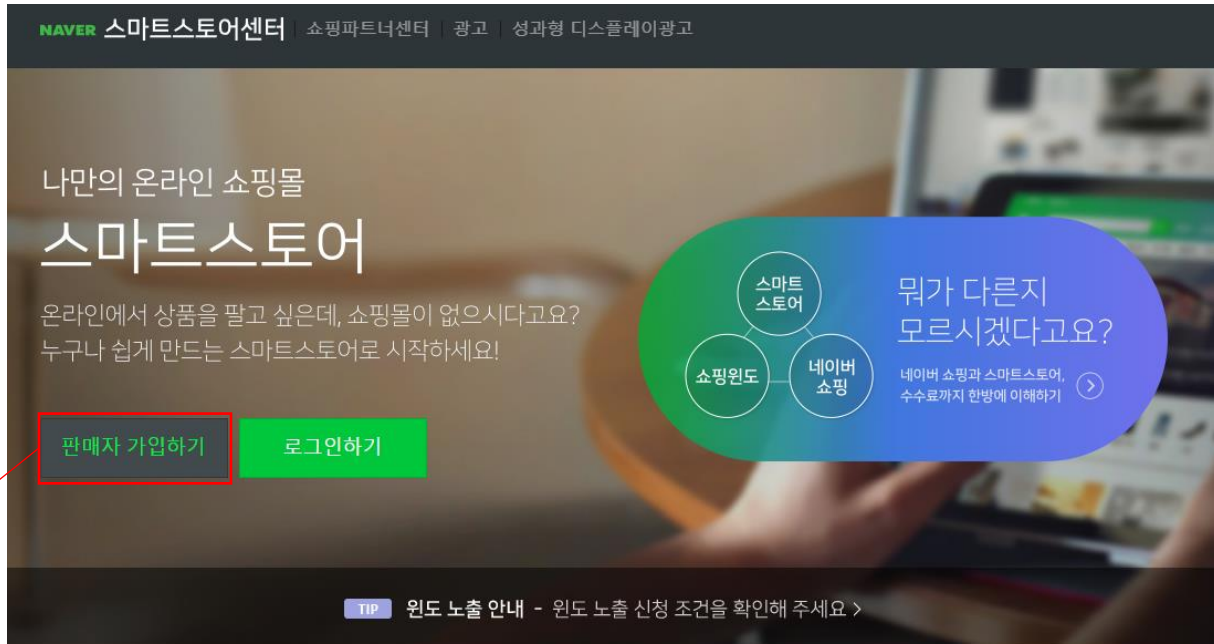 NAVER 스마트스토어센터 쇼핑파트너센터 광고 성과형 디스플레이광고
나만의 온라인 쇼핑몰
스마트스토어
온라인에서 상품을 팔고 싶은데, 쇼핑몰이 없으시다고요?
누구나 쉽게 만드는 스마트스토어로 시작하세요!
판매자 가입하기 로그인하기
스마트
스토어
쇼핑윈도
네이버
쇼핑
뭐가 다른지
모르시겠다고요?
네이버 쇼핑과 스마트스토어,
수수료까지 한방에 이해하기
TIP 윈도 노출 안내 - 윈도 노출 신청 조건을 확인해 주세요 >